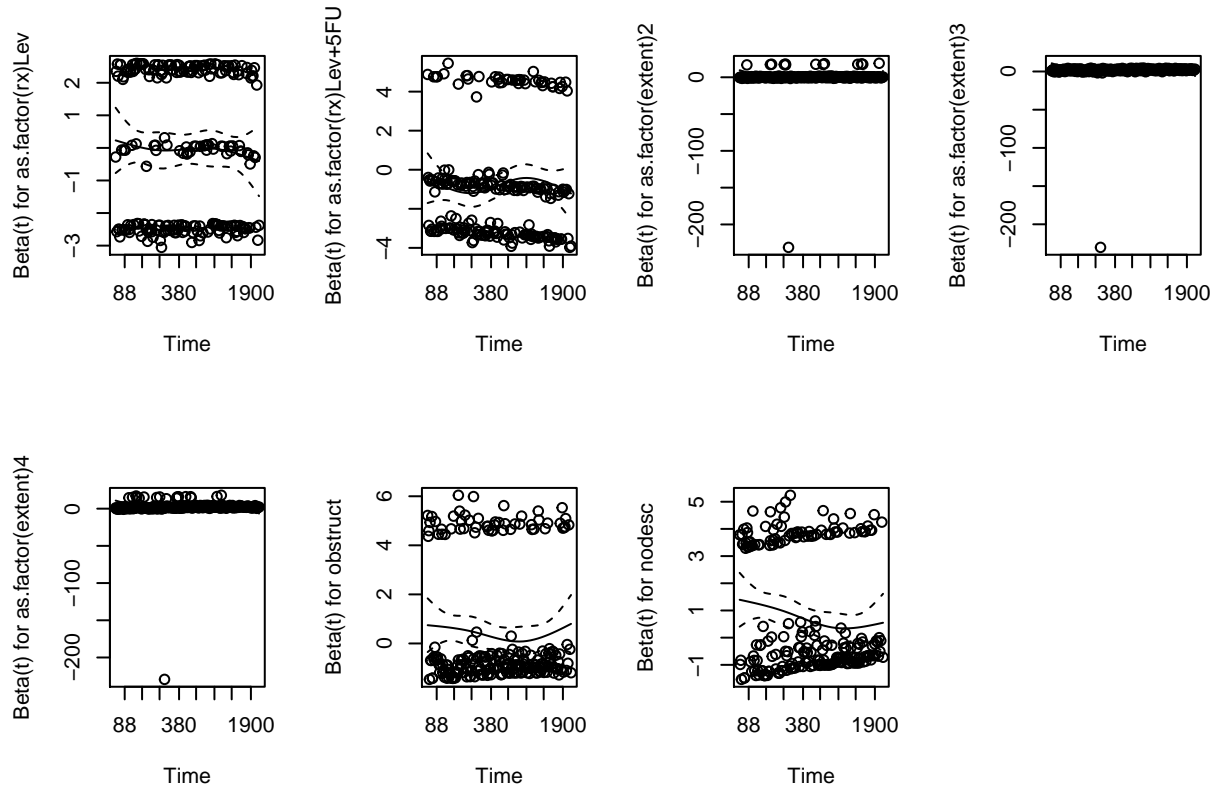 Beta(t) for as.factor(rx)Lev
2
1
−1
−3
88 380 1900
Time
Beta(t) for as.factor(rx)Lev+5FU
4
2
0
−4
88 380 1900
Time
Beta(t) for as.factor(extent)2
0
−100
−200
88 380 1900
Time
Beta(t) for as.factor(extent)3
0
−100
−200
88 380 1900
Time
Beta(t) for as.factor(extent)4
0
−100
−200
88 380 1900
Time
Beta(t) for obstruct
6
4
2
0
88 380 1900
Time
Beta(t) for nodesc
5
3
1
−1
88 380 1900
Time